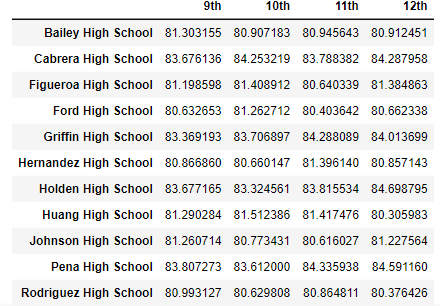 9th 10th 11th 12th
Bailey High School 81.303155 80.907183 80.945643 80.912451
Cabrera High School 83.676136 84.253219 83.788382 84.287958
Figueroa High School 81.198598 81.408912 80.640339 81.384863
Ford High School 80.632653 81.262712 80.403642 80.662338
Griffin High School 83.369193 83.706897 84.288089 84.013699
Hernandez High School 80.866860 80.660147 81.396140 80.857143
Holden High School 83.677165 83.324561 83.815534 84.698795
Huang High School 81.290284 81.512386 81.417476 80.305983
Johnson High School 81.260714 80.773431 80.616027 81.227564
Pena High School 83.807273 83.612000 84.335938 84.591160
Rodriguez High School 80.993127 80.629808 80.864811 80.376426